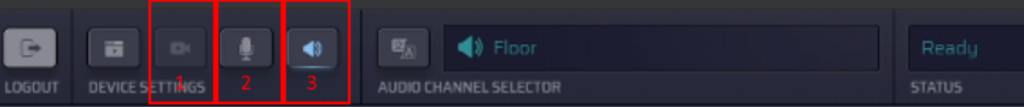 Floor
Ready
1 2 3
LOGOUT
DEVICE SETTINGS
AUDIO CHANNEL SELECTOR
STATUS